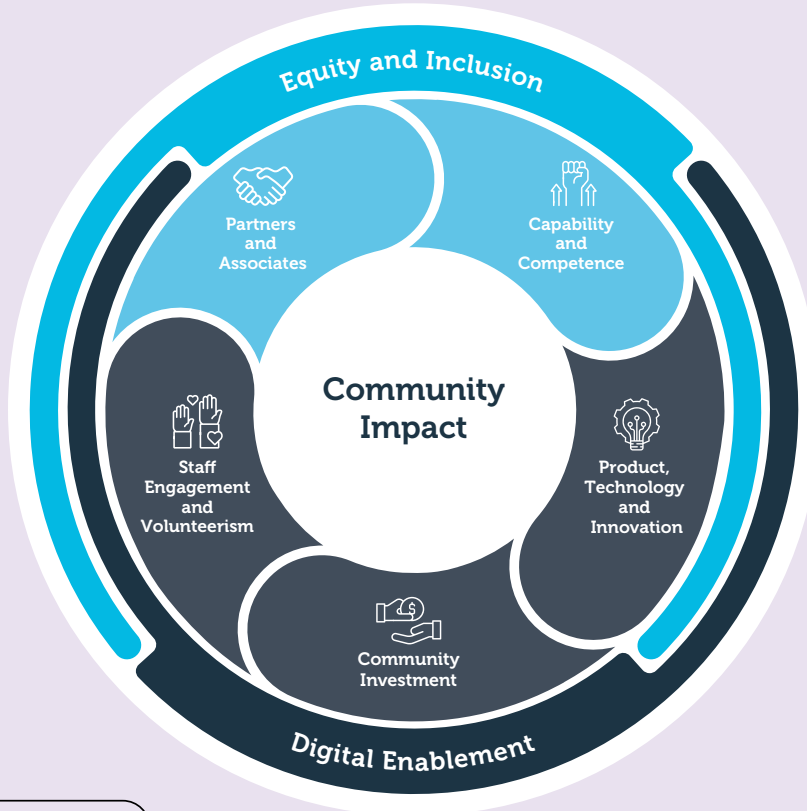 Equity and Inclusion
Partners
and
Associates
Capability
and
Competence
Community
Impact
Staff
Engagement
and
Volunteerism
Product,
Technology
and
Innovation
$
Community
Investment
Digital Enablement